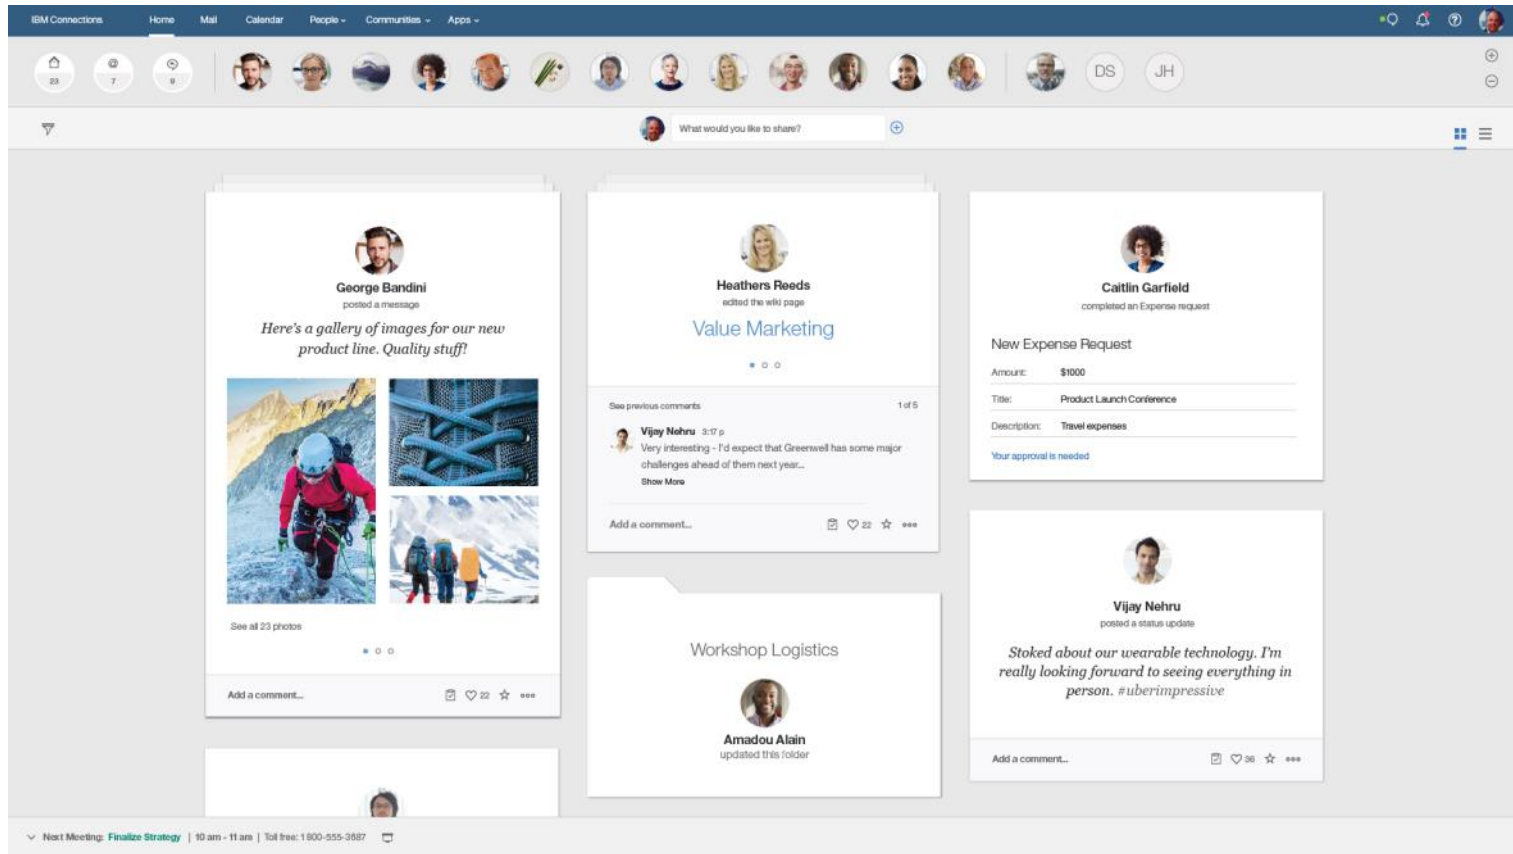 IBM Connections Home Mail Calendar People Communities Apps
23 7 9 DS JH
What would you like to share?
George Bandini
posted a message
Here's a gallery of images for our new
product line. Quality stuff!
See all 23 photos
Add a comment... 22
Heathers Reeds
edited the wiki page
Value Marketing
See previous comments 1 of 5
Vijay Nehru 3:17 p
Very interesting - I'd expect that Greenwell has some major
challenges ahead of them next year...
Show More
Add a comment... 22
Workshop Logistics
Amadou Alain
updated this folder
Caitlin Garfield
completed an Expense request
New Expense Request
Amount: $1000
Title: Product Launch Conference
Description: Travel expenses
Your approval is needed
Vijay Nehru
posted a status update
Stoked about our wearable technology. I'm
really looking forward to seeing everything in
person. #uberimpressive
Add a comment... 36
Next Meeting: Finalize Strategy | 10 am - 11 am | Toll free: 1 800-555-3687